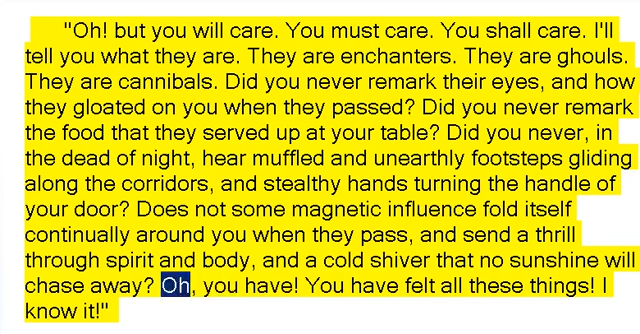 "Oh! but you will care. You must care. You shall care. I'll
tell you what they are. They are enchanters. They are ghouls.
They are cannibals. Did you never remark their eyes, and how
they gloated on you when they passed? Did you never remark
the food that they served up at your table? Did you never, in
the dead of night, hear muffled and unearthly footsteps gliding
along the corridors, and stealthy hands turning the handle of
your door? Does not some magnetic influence fold itself
continually around you when they pass, and send a thrill
through spirit and body, and a cold shiver that no sunshine will
chase away? Oh, you have! You have felt all these things! I
know it!"